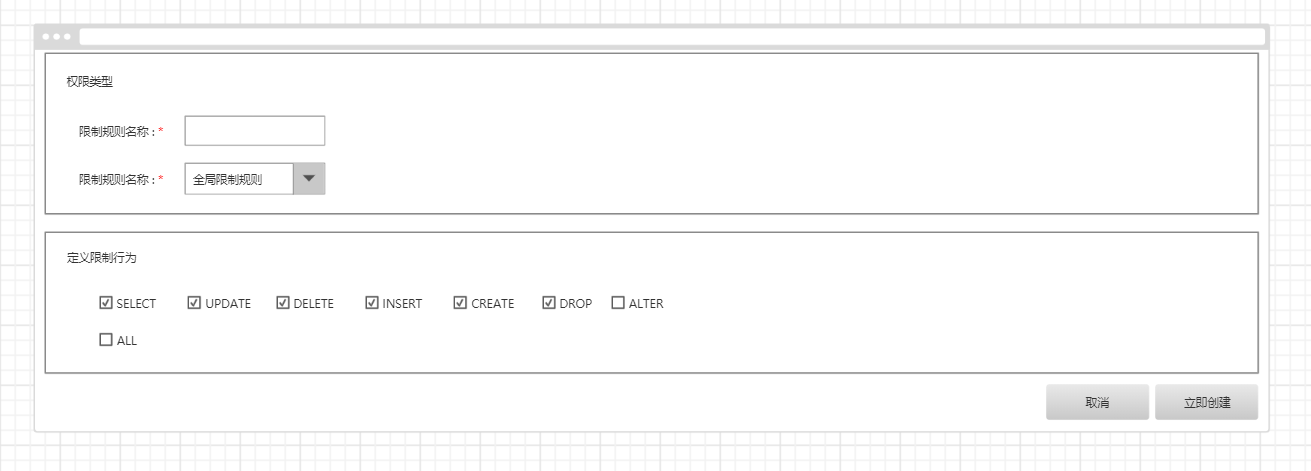 权限类型
限制规则名称 : *
限制规则名称 : * 全局限制规则
定义限制行为
SELECT UPDATE DELETE INSERT CREATE DROP ALTER
ALL
取消 立即创建